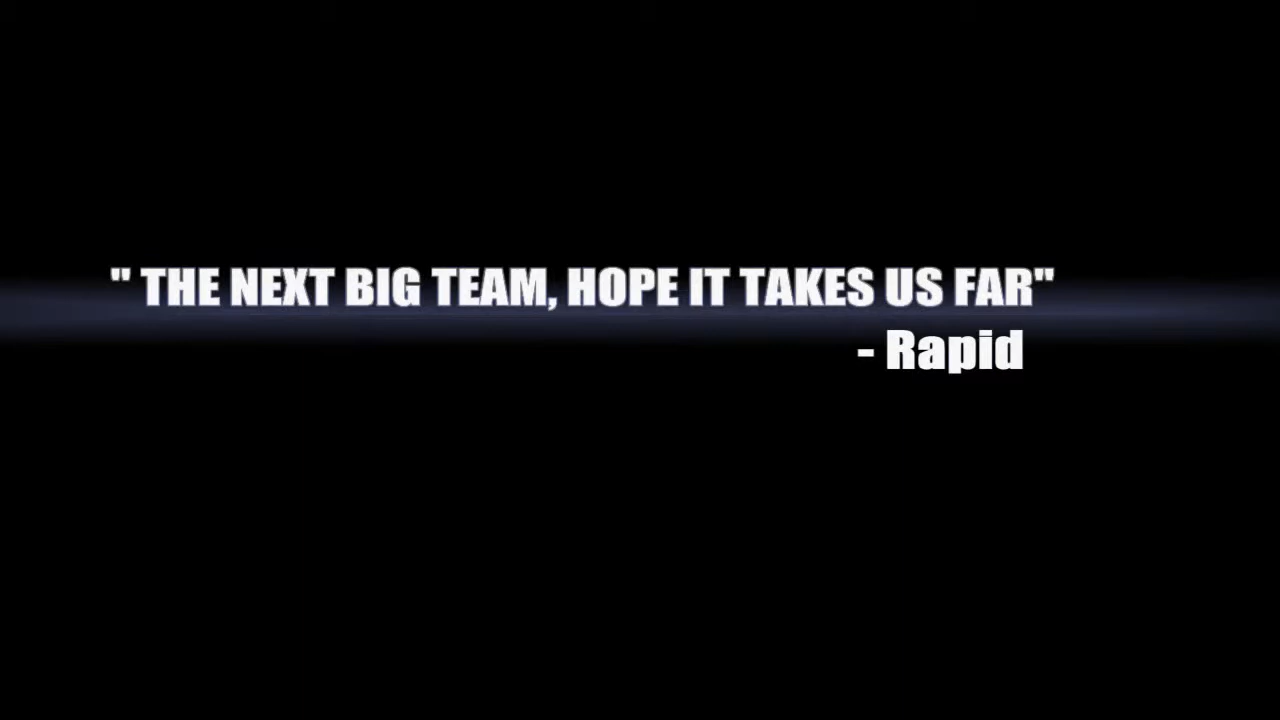 " THE NEXT BIG TEAM, HOPE IT TAKES US FAR"
- Rapid